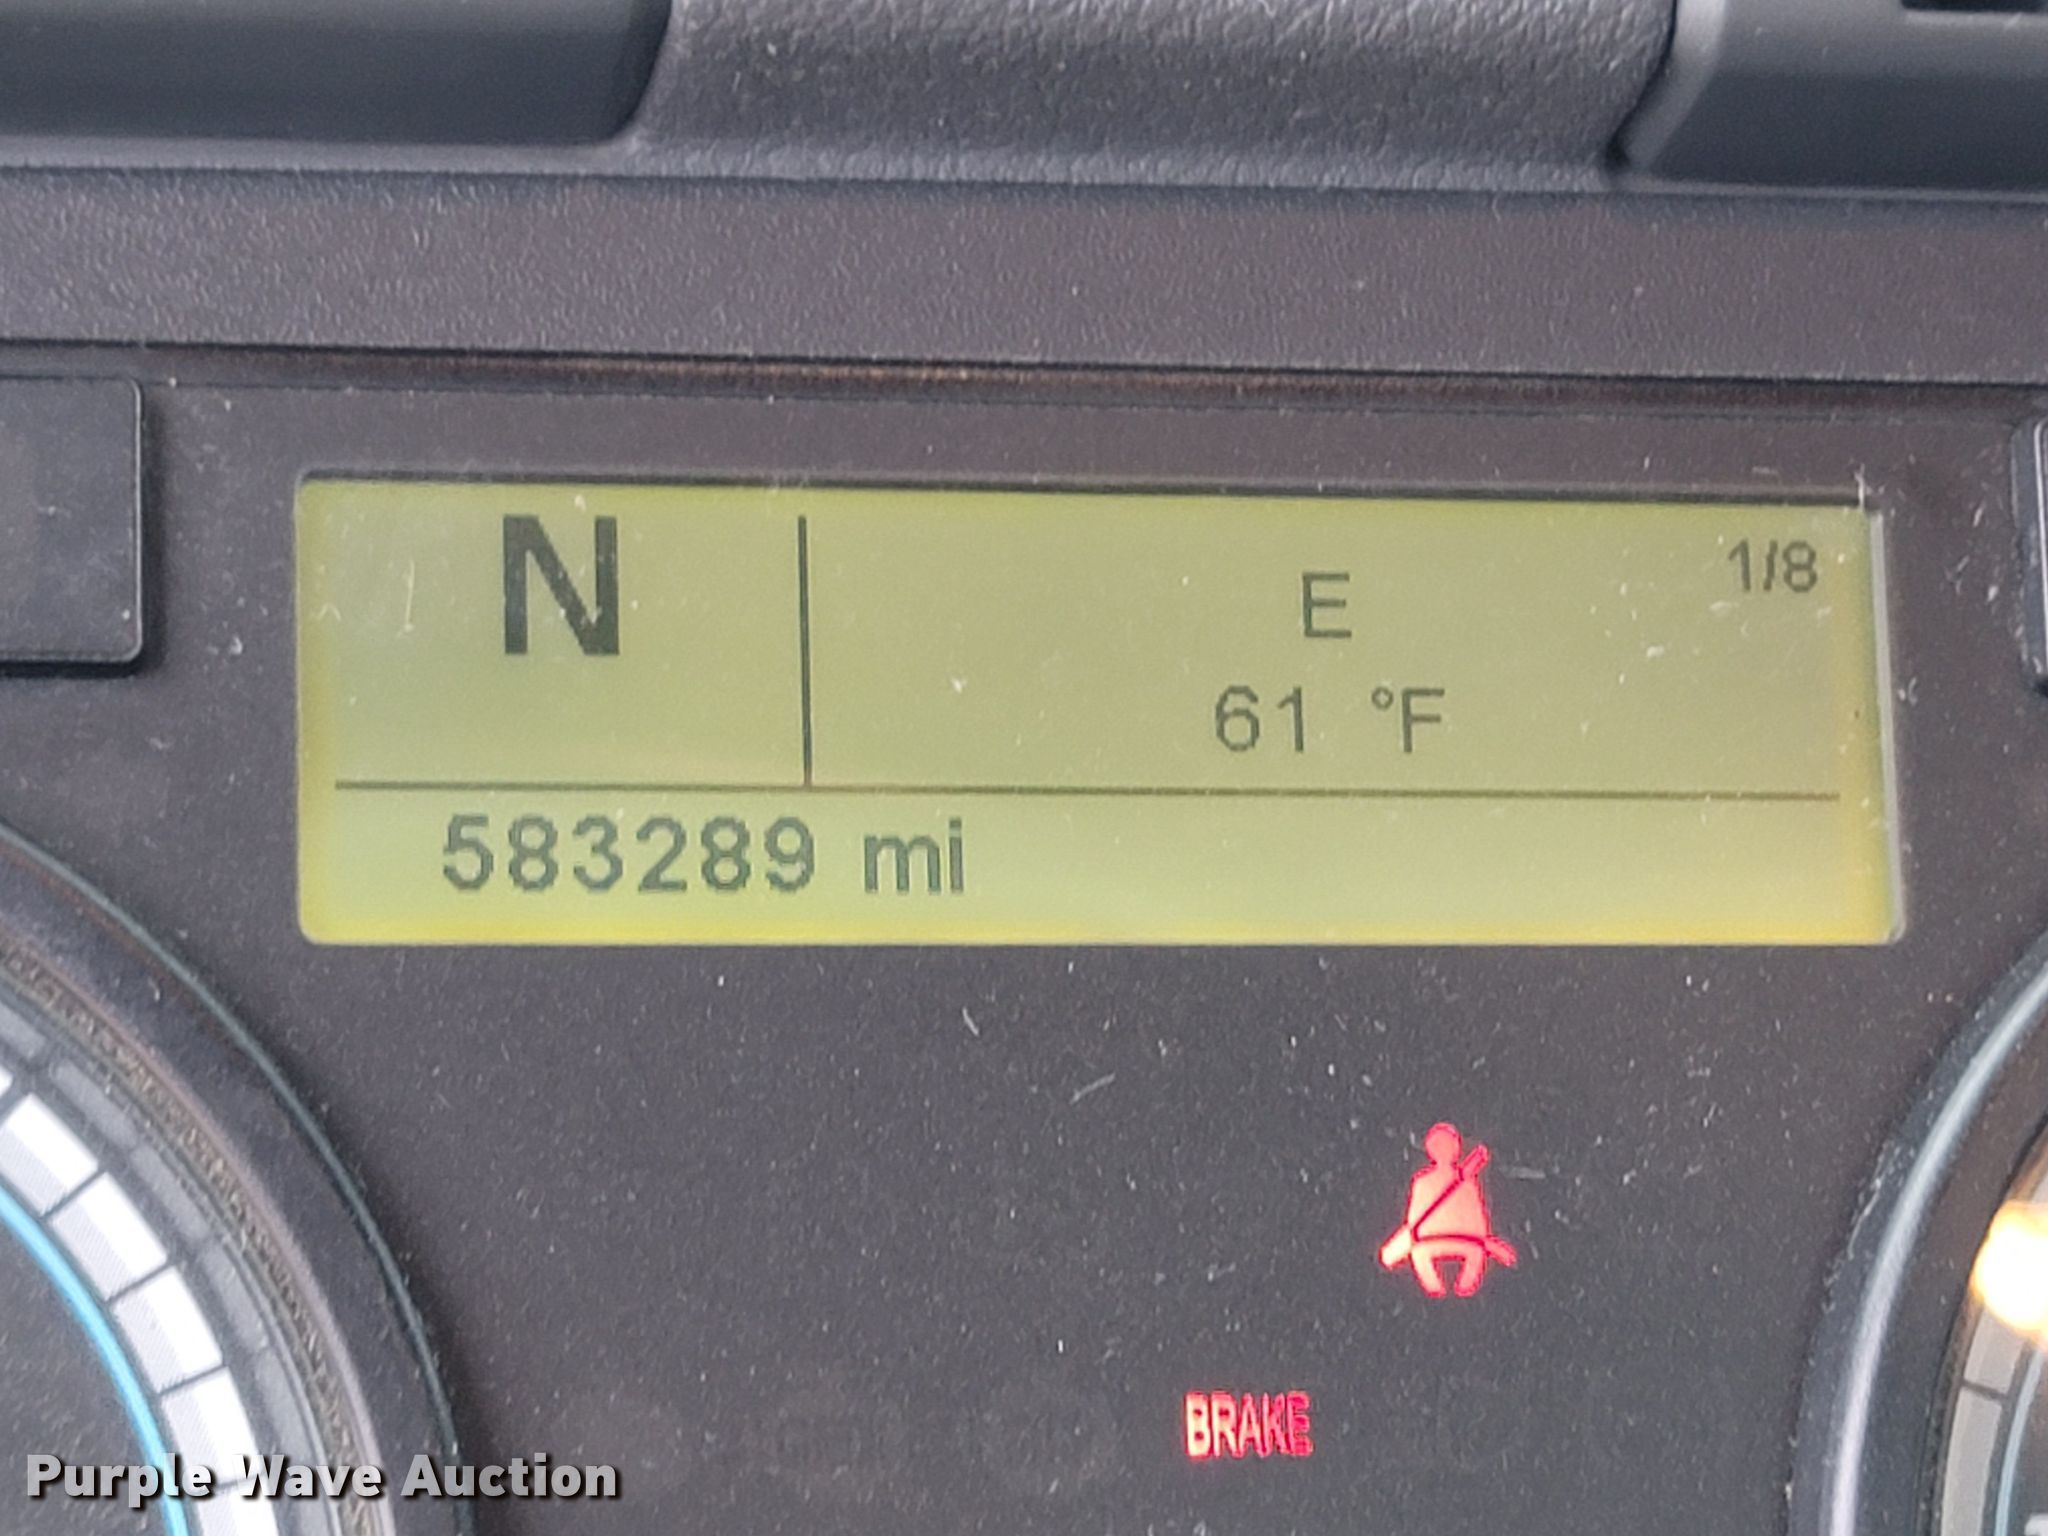 N
E
1/8
61 °F
583289 mi
BRAKE
Purple Wave Auction